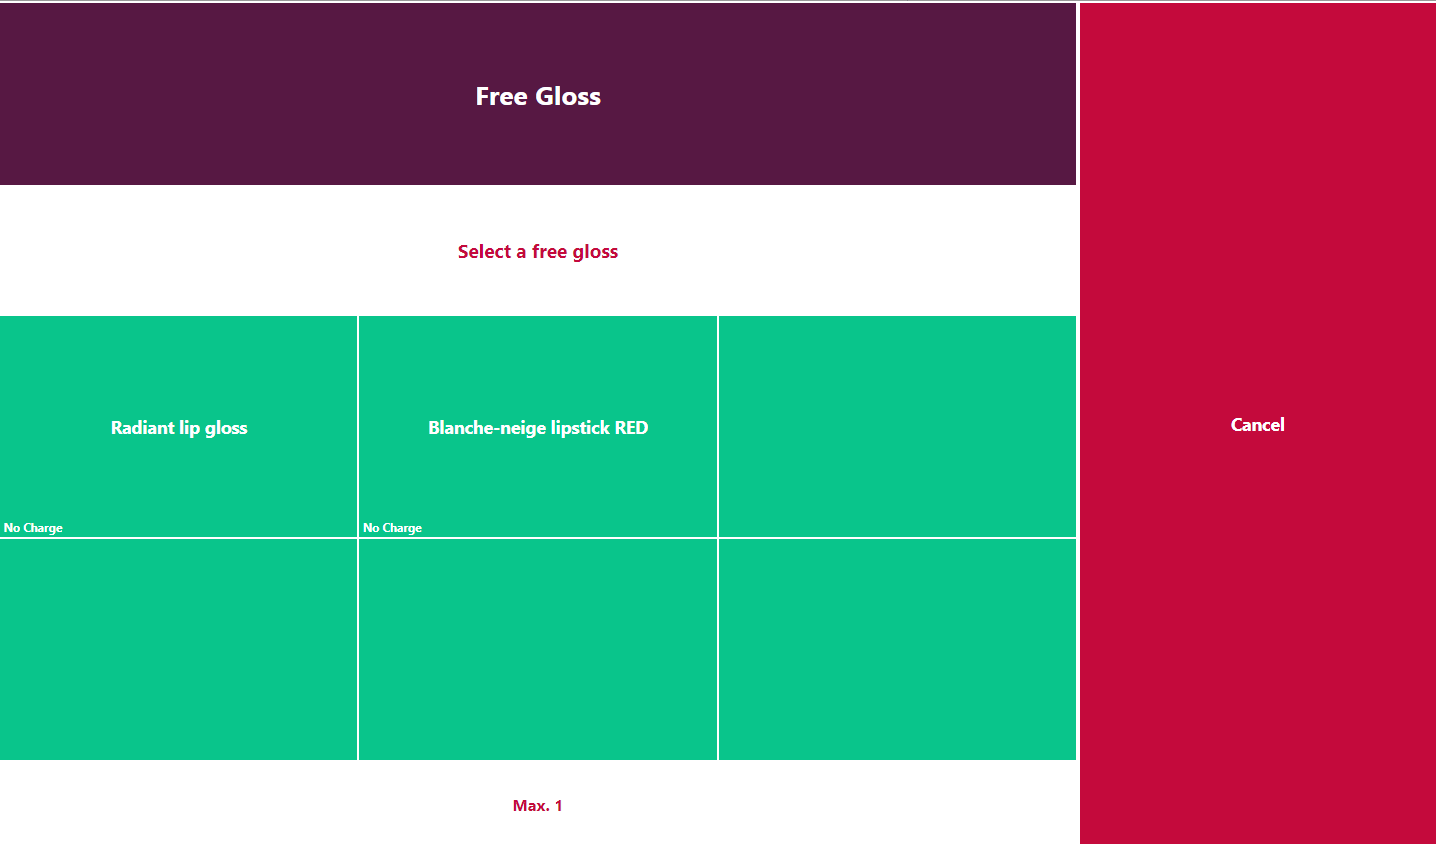 Free Gloss
Select a free gloss
Radiant lip gloss
No Charge
Blanche-neige lipstick RED
No Charge
Max. 1
Cancel